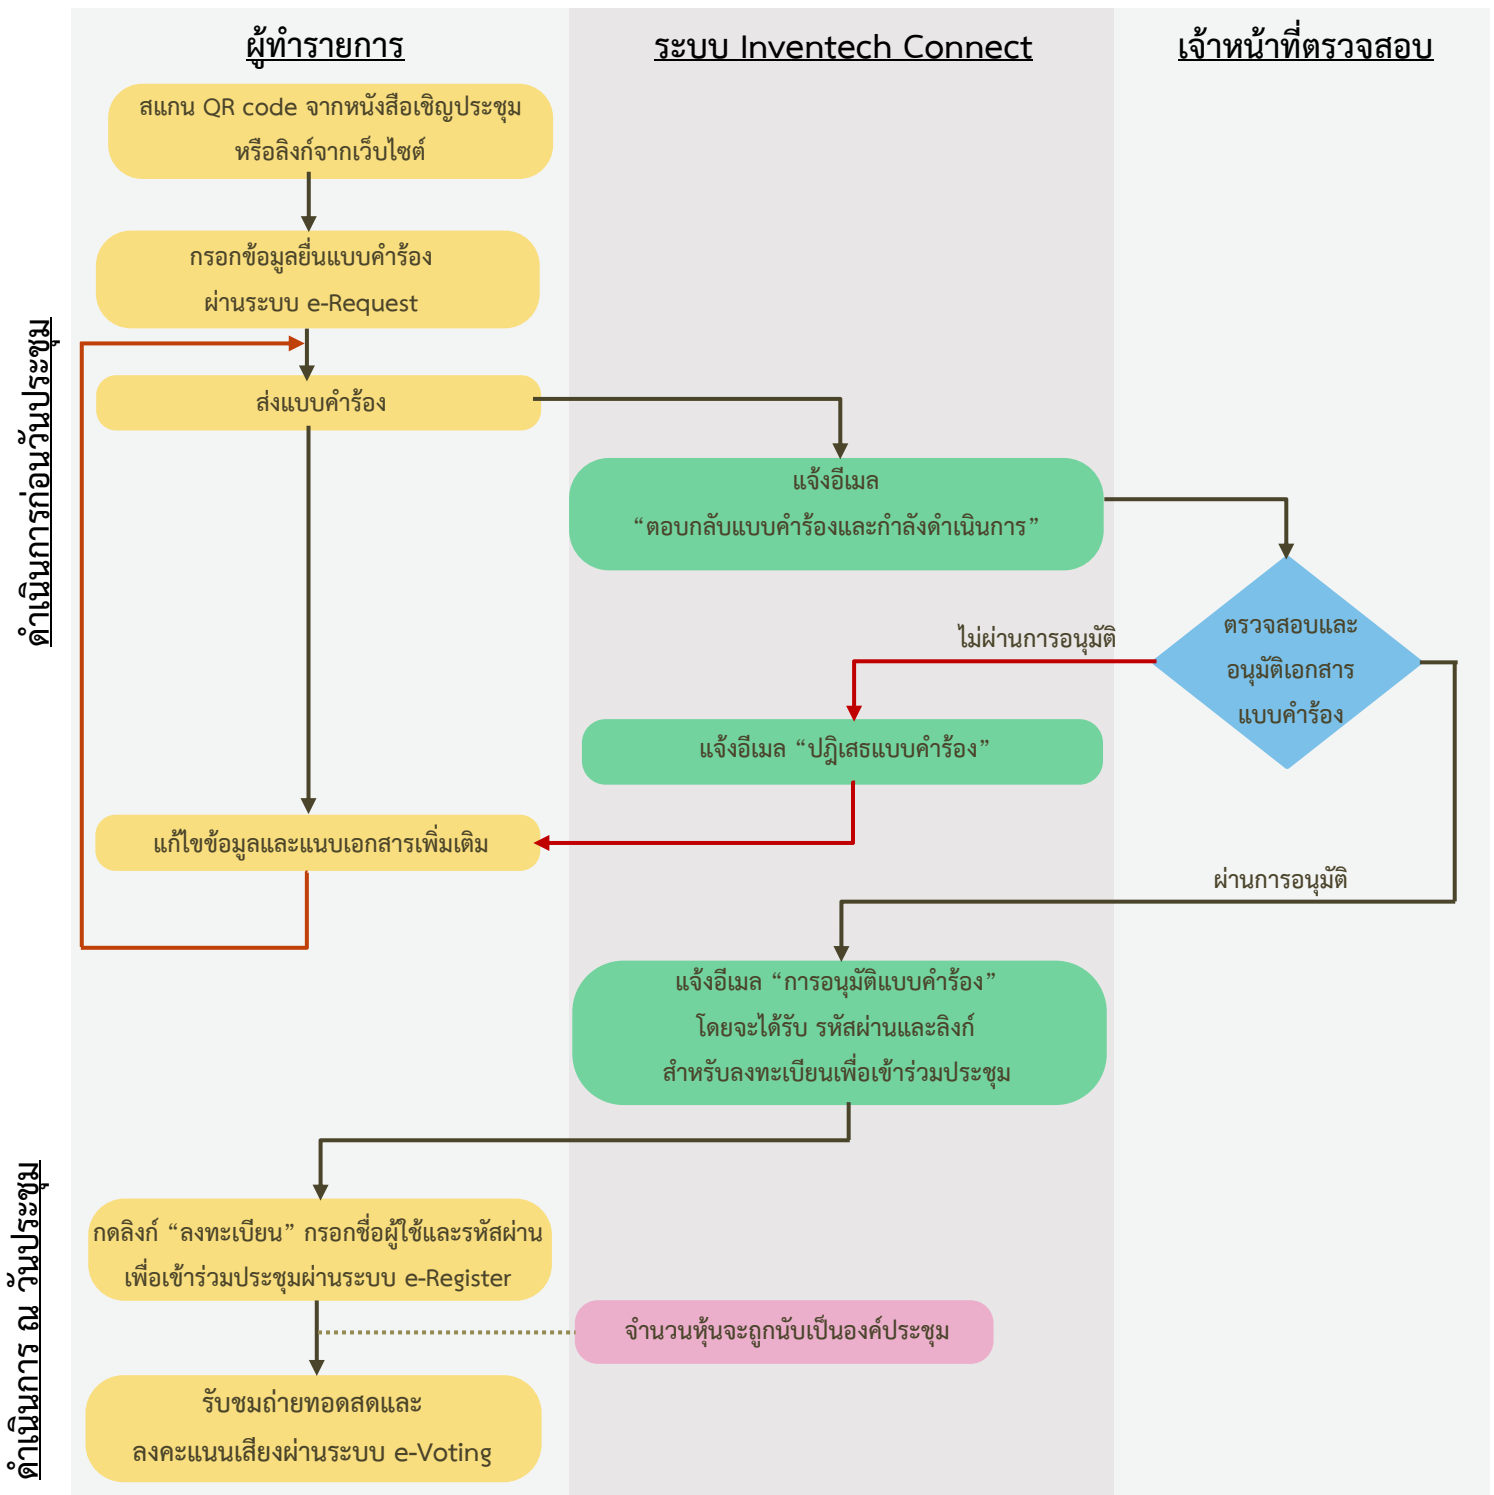 ผู้ทำรายการ
ระบบ Inventech Connect
เจ้าหน้าที่ตรวจสอบ
ดำเนินการก่อนวันประชุม
สแกน QR code จากหนังสือเชิญประชุม
หรือลิงก์จากเว็บไซต์
กรอกข้อมูลยื่นแบบคำร้อง
ผ่านระบบ e-Request
ส่งแบบคำร้อง
แจ้งอีเมล
“ตอบกลับแบบคำร้องและกำลังดำเนินการ”
ตรวจสอบและ
อนุมัติเอกสาร
แบบคำร้อง
ไม่ผ่านการอนุมัติ
แจ้งอีเมล “ปฎิเสธแบบคำร้อง”
แก้ไขข้อมูลและแนบเอกสารเพิ่มเติม
ผ่านการอนุมัติ
แจ้งอีเมล “การอนุมัติแบบคำร้อง”
โดยจะได้รับ รหัสผ่านและลิงก์
สำหรับลงทะเบียนเพื่อเข้าร่วมประชุม
ดำเนินการ ณ วันประชุม
กดลิงก์ “ลงทะเบียน” กรอกชื่อผู้ใช้และรหัสผ่าน
เพื่อเข้าร่วมประชุมผ่านระบบ e-Register
จำนวนหุ้นจะถูกนับเป็นองค์ประชุม
รับชมถ่ายทอดสดและ
ลงคะแนนเสียงผ่านระบบ e-Voting